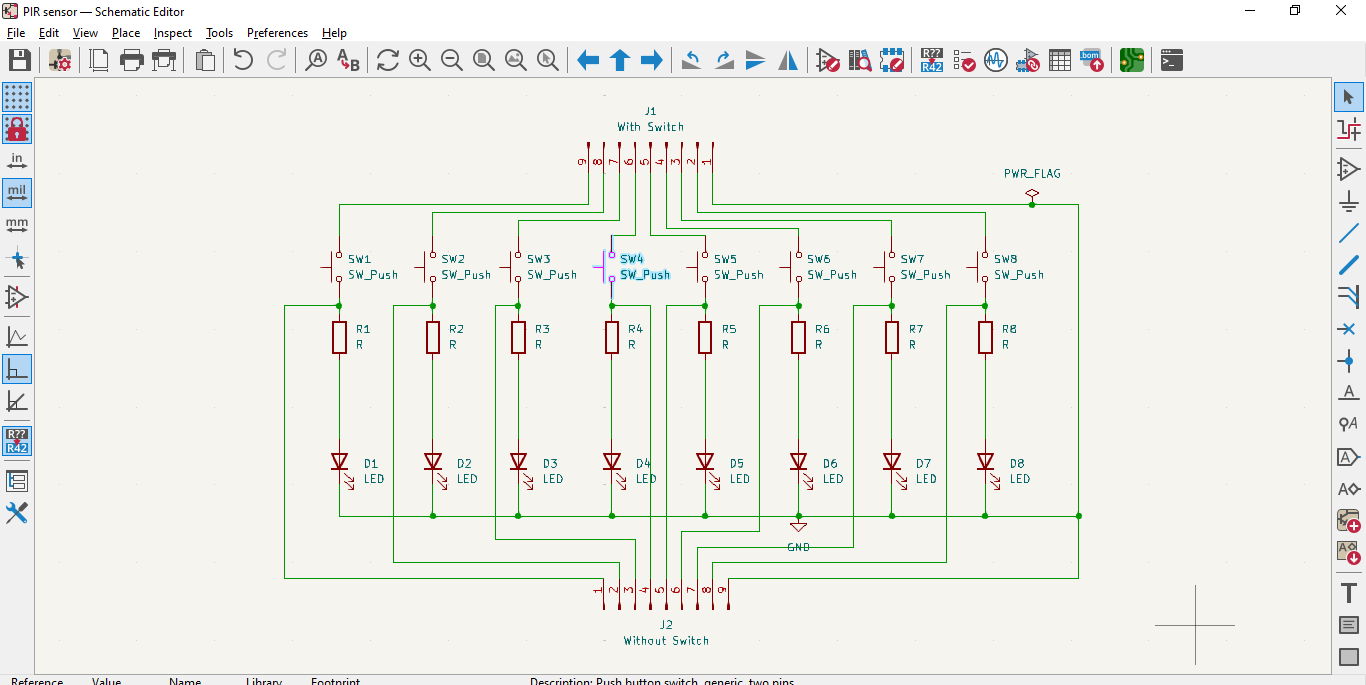 PIR sensor — Schematic Editor
File Edit View Place Inspect Tools Preferences Help
A A B R?? R42 bom
in
mil
mm
R??
R42
J1
With Switch
9 8 7 6 5 4 3 2 1
PWR_FLAG
SW1 SW2 SW3 SW4 SW5 SW6 SW7 SW8
SW_Push SW_Push SW_Push SW_Push SW_Push SW_Push SW_Push SW_Push
R1 R2 R3 R4 R5 R6 R7 R8
R R R R R R R R
D1 D2 D3 D4 D5 D6 D7 D8
LED LED LED LED LED LED LED LED
GND
1 2 3 4 5 6 7 8 9
J2
Without Switch
A
A
A
A
A
T
Reference Value Name Library Footprint Description: Push button switch, generic, two pins